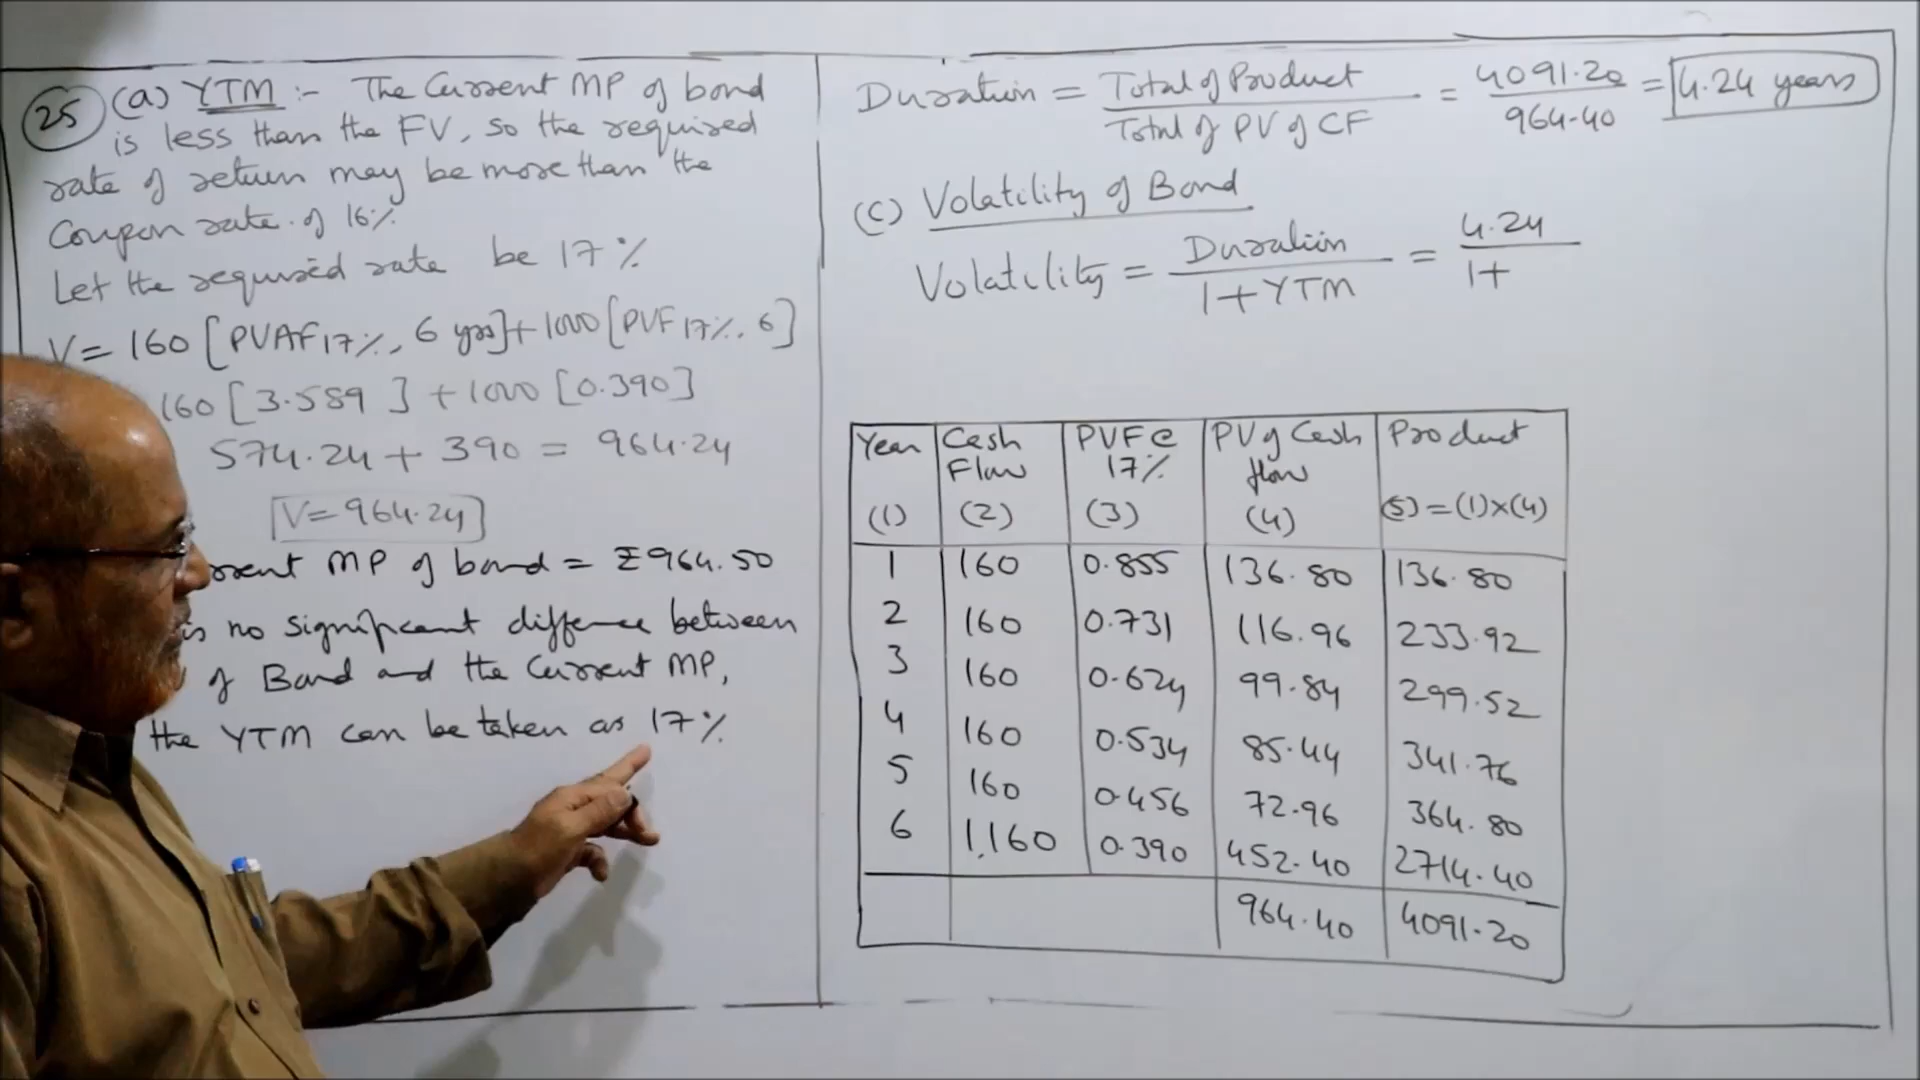 25 (a) YTM :- The Current MP of bond
is less than the FV, so the required
rate of return may be more than the
Coupon rate of 16%
Let the required rate be 17%
V = 160 [PVAF17%, 6 yrs] + 1000 [PVF 17%, 6]
160 [3.589] + 1000 [0.390]
574.24 + 390 = 964.24
V = 964.24
rrent MP of bond = ₹964.50
is no significant difference between
of Bond and the Current MP,
the YTM can be taken as 17%
Duration = Total of Product / Total of PV of CF = 4091.20 / 964.40 = 4.24 years
(C) Volatility of Bond
Volatility = Duration / 1+YTM = 4.24 / 1+
Year (1) Cash Flow (2) PVF@ 17% (3) PV of Cash flow (4) Product (5) = (1)×(4)
1 160 0.855 136.80 136.80
2 160 0.731 116.96 233.92
3 160 0.624 99.84 299.52
4 160 0.534 85.44 341.76
5 160 0.456 72.96 364.80
6 1,160 0.390 452.40 2714.40
964.40 4091.20